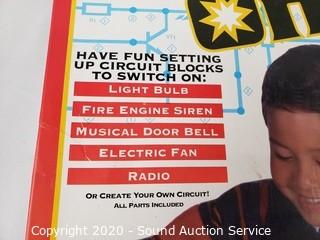 HAVE FUN SETTING
UP CIRCUIT BLOCKS
TO SWITCH ON:
LIGHT BULB
FIRE ENGINE SIREN
MUSICAL DOOR BELL
ELECTRIC FAN
RADIO
OR CREATE YOUR OWN CIRCUIT!
ALL PARTS INCLUDED
Copyright 2020 - Sound Auction Service